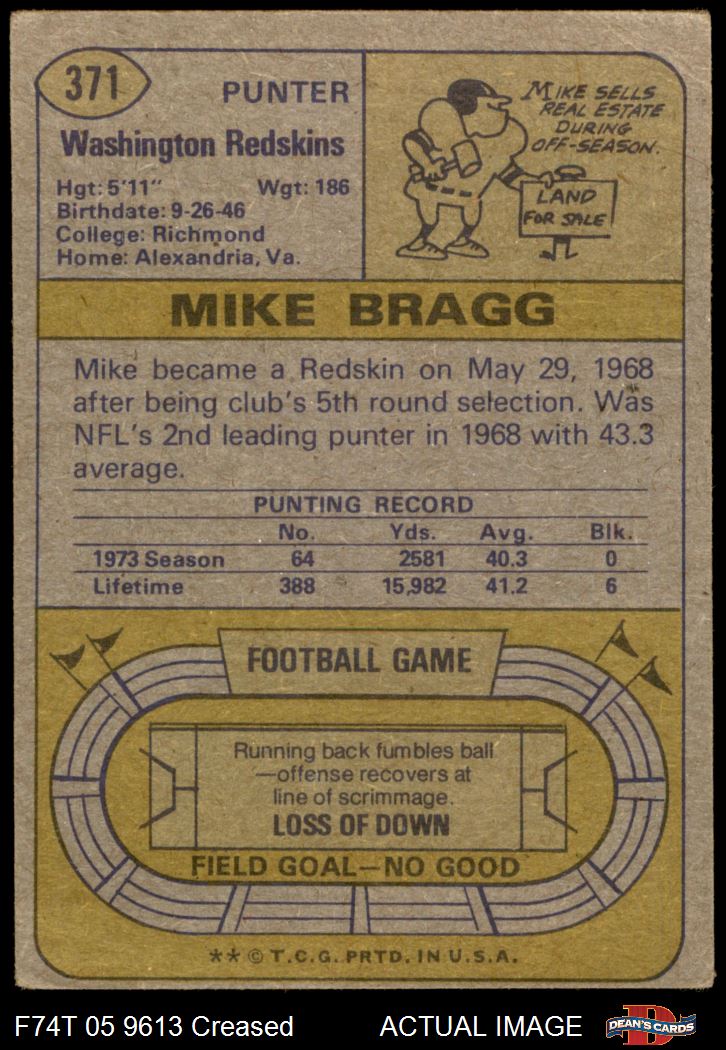 371
PUNTER
Washington Redskins
Hgt: 5'11" Wgt: 186
Birthdate: 9-26-46
College: Richmond
Home: Alexandria, Va.
MIKE SELLS
REAL ESTATE
DURING
OFF-SEASON.
LAND
FOR SALE
MIKE BRAGG
Mike became a Redskin on May 29, 1968
after being club's 5th round selection. Was
NFL's 2nd leading punter in 1968 with 43.3
average.
PUNTING RECORD
No. Yds. Avg. Blk.
1973 Season 64 2581 40.3 0
Lifetime 388 15,982 41.2 6
FOOTBALL GAME
Running back fumbles ball
—offense recovers at
line of scrimmage.
LOSS OF DOWN
FIELD GOAL—NO GOOD
** © T.C.G. PRTD. IN U.S.A.
F74T 05 9613 Creased ACTUAL IMAGE
D
DEAN'S CARDS